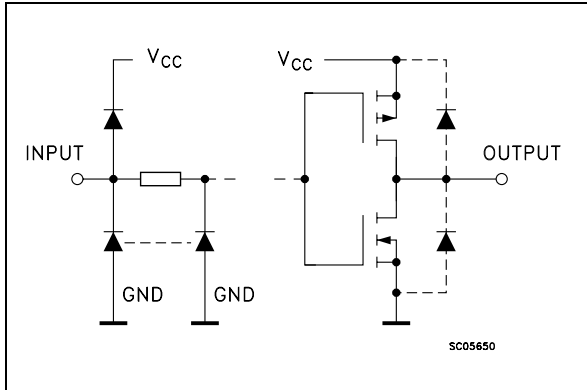 VCC
VCC
INPUT
OUTPUT
GND
GND
SC05650